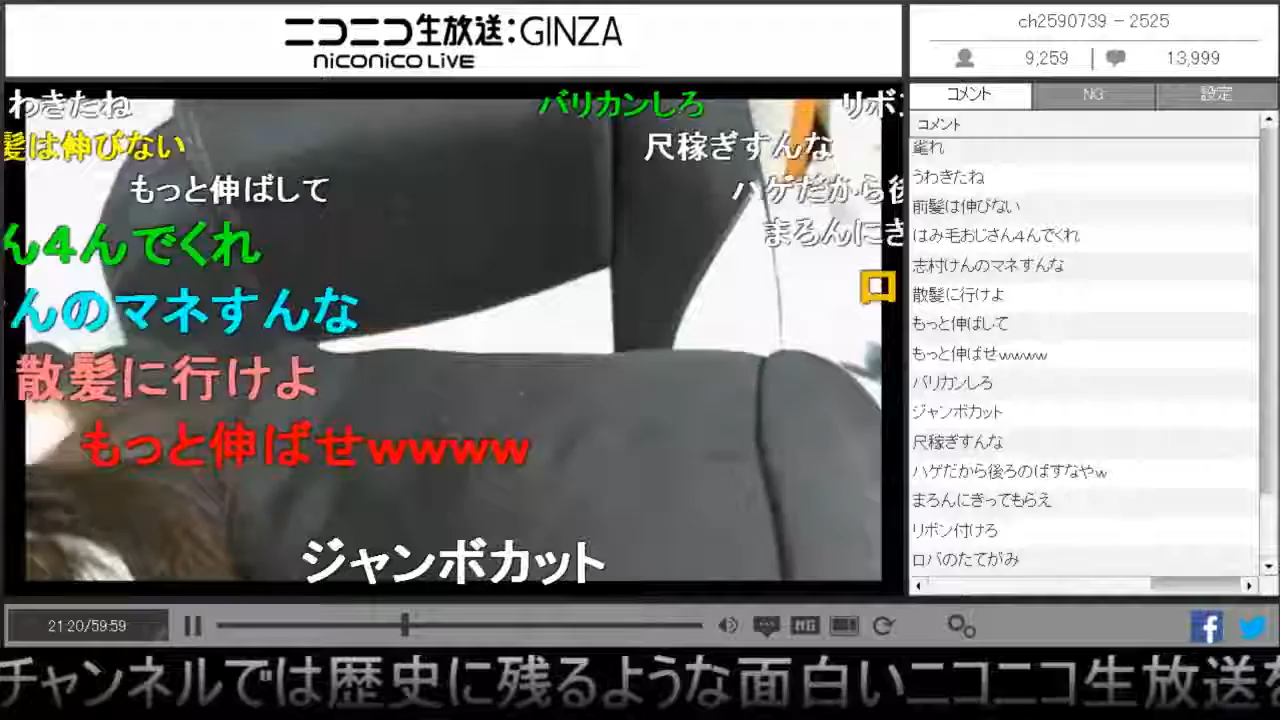 ニコニコ生放送:GINZA
niconico LIVE
ch2590739 - 2525
9,259
13,999
コメント
NG
設定
コメント
うわきたね
前髪は伸びない
はみ毛おじさん4んでくれ
志村けんのマネすんな
散髪に行けよ
もっと伸ばして
もっと伸ばせwwww
バリカンしろ
ジャンボカット
尺稼ぎすんな
ハゲだから後ろのばすなやw
まろんにきってもらえ
リボン付けろ
ロバのたてがみ
わきたね
バリカンしろ
リボン
髪は伸びない
尺稼ぎすんな
もっと伸ばして
ハゲだから後
まろんにき
ん4んでくれ
ロ
んのマネすんな
散髪に行けよ
もっと伸ばせwwww
ジャンボカット
21:20/59:59
NG
チャンネルでは歴史に残るような面白いニコニコ生放送を